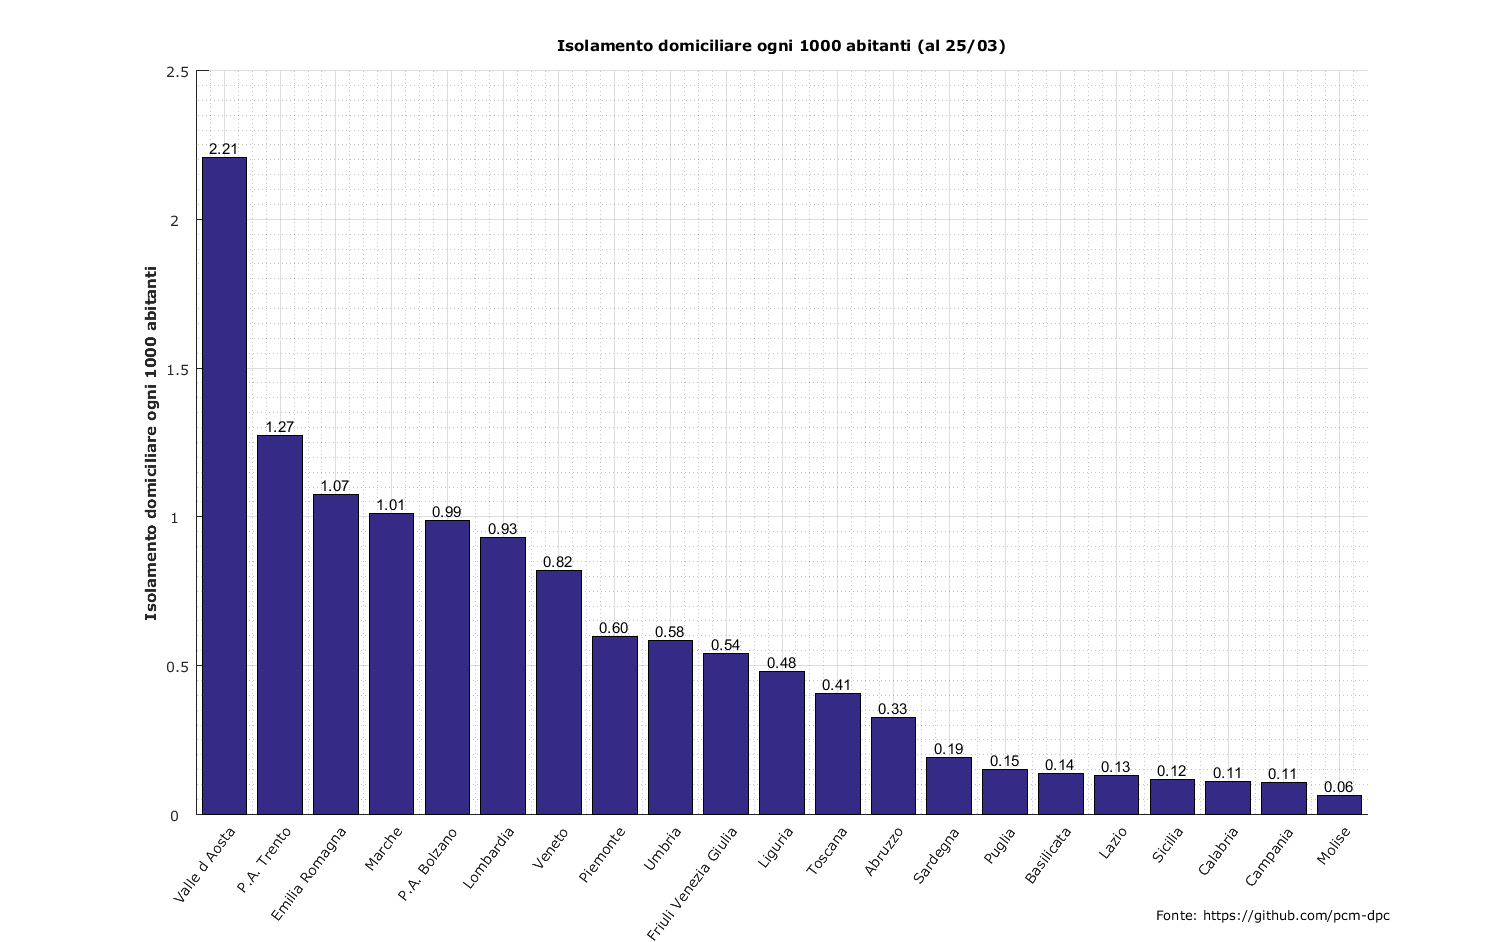 Isolamento domiciliare ogni 1000 abitanti (al 25/03)
Isolamento domiciliare ogni 1000 abitanti
2.5
2
1.5
1
0.5
0
2.21
1.27
1.07
1.01
0.99
0.93
0.82
0.60
0.58
0.54
0.48
0.41
0.33
0.19
0.15
0.14
0.13
0.12
0.11
0.11
0.06
Valle d Aosta
P.A. Trento
Emilia Romagna
Marche
P.A. Bolzano
Lombardia
Veneto
Piemonte
Umbria
Friuli Venezia Giulia
Liguria
Toscana
Abruzzo
Sardegna
Puglia
Basilicata
Lazio
Sicilia
Calabria
Campania
Molise
Fonte: https://github.com/pcm-dpc